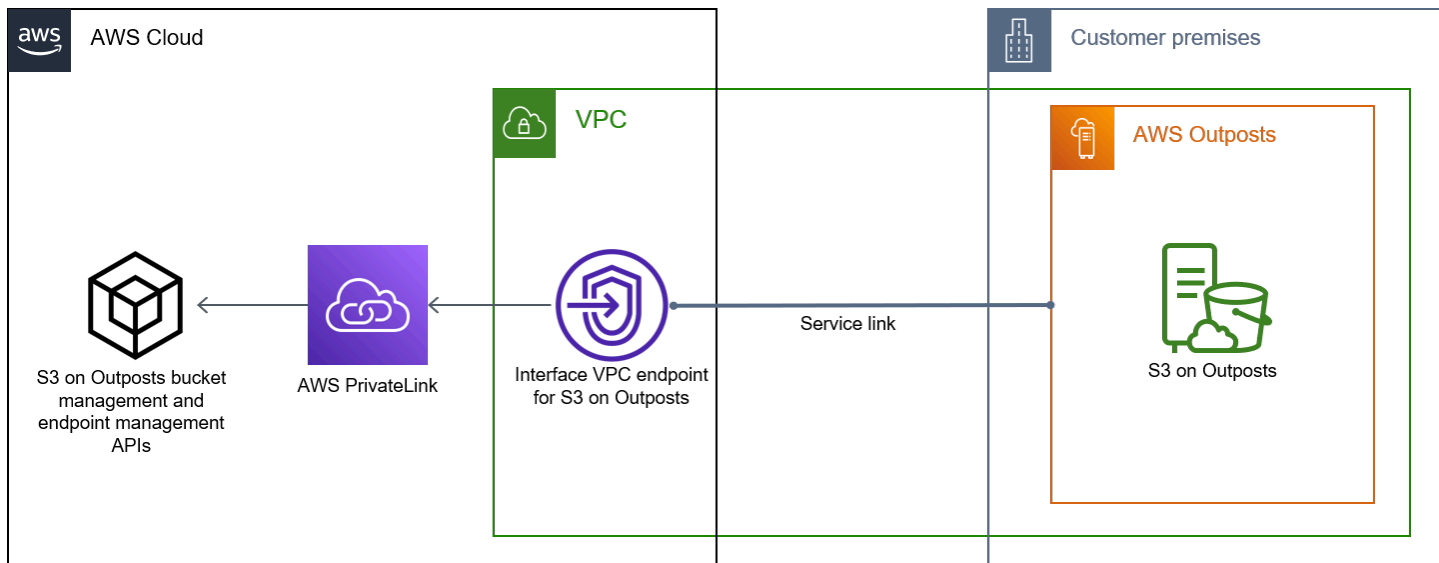 aws
AWS Cloud
Customer premises
VPC
AWS Outposts
Service link
S3 on Outposts bucket
management and
endpoint management
APIs
AWS PrivateLink
Interface VPC endpoint
for S3 on Outposts
S3 on Outposts